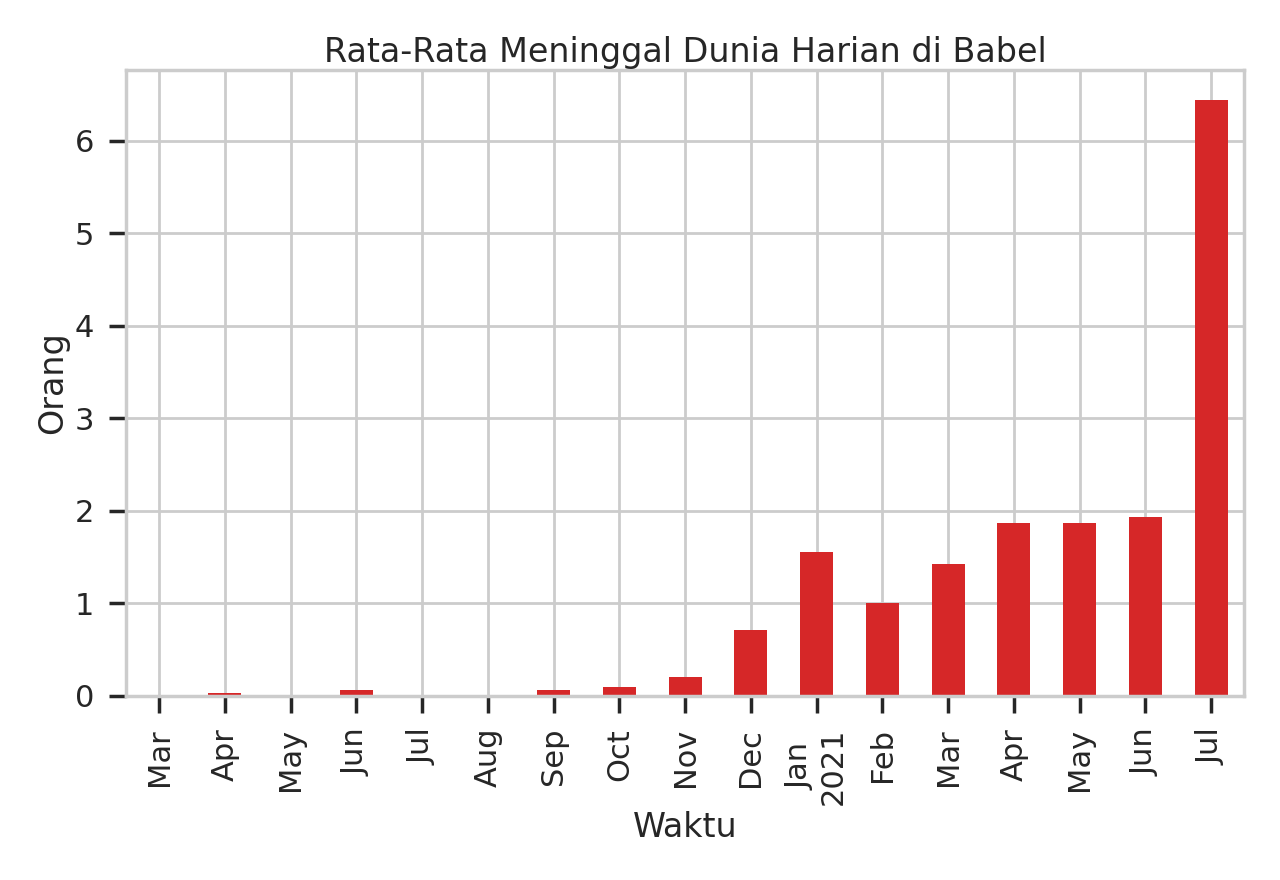 Rata-Rata Meninggal Dunia Harian di Babel
Orang
6
5
4
3
2
1
0
Mar
Apr
May
Jun
Jul
Aug
Sep
Oct
Nov
Dec
Jan
2021
Feb
Mar
Apr
May
Jun
Jul
Waktu